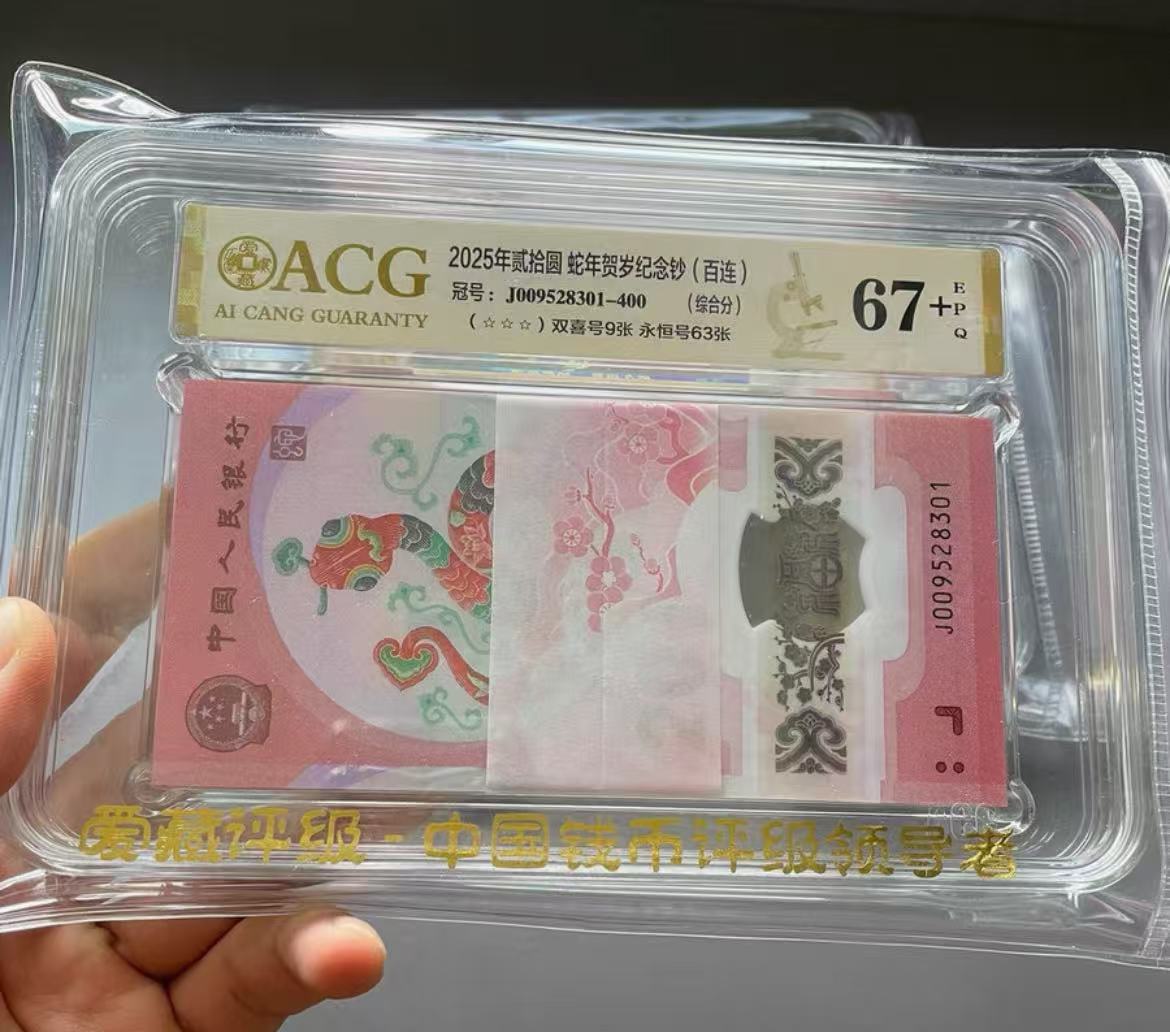 ACG
AI CANG GUARANTY
2025年贰拾圆 蛇年贺岁纪念钞（百连）
冠号：J009528301-400 （综合分）
（☆☆☆）双喜号9张 永恒号63张
67+
EPQ
中国人民银行
J009528301
爱藏评级-中国钱币评级领导者